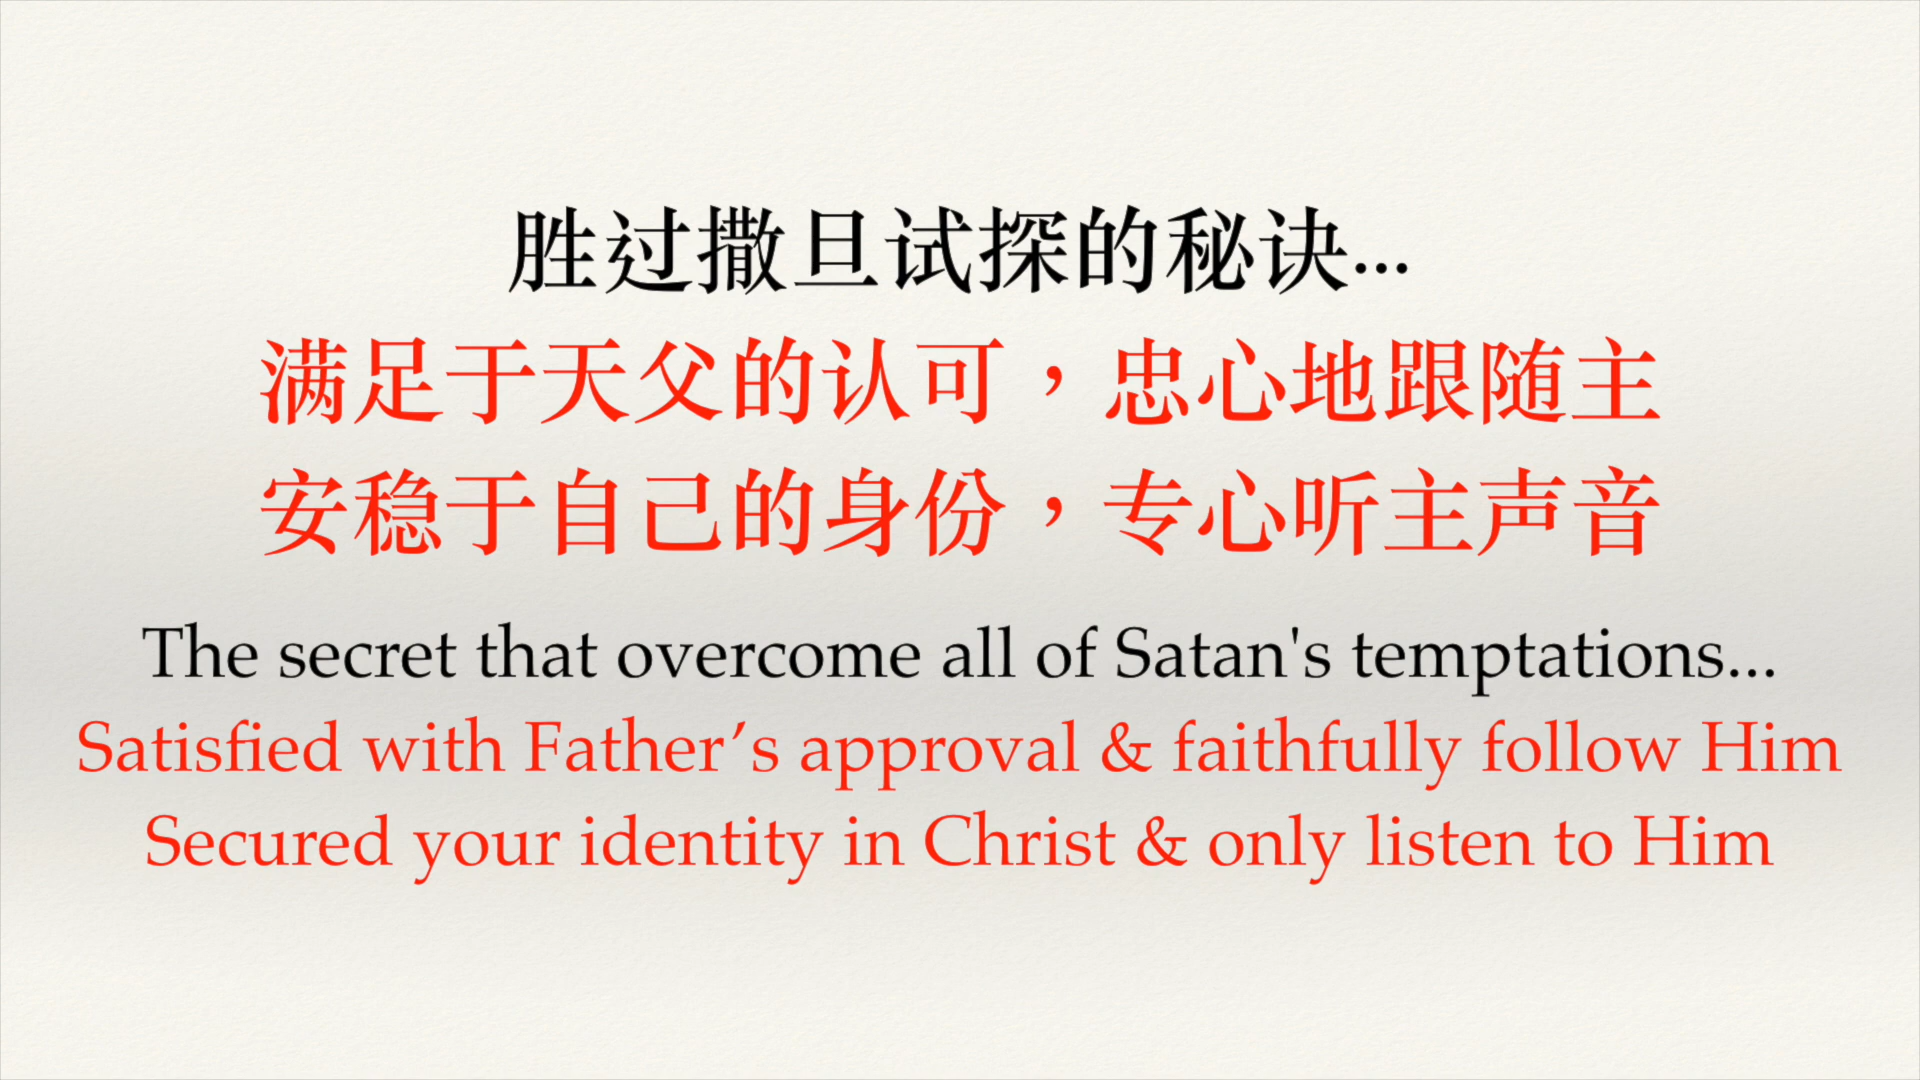 胜过撒旦试探的秘诀...
满足于天父的认可，忠心地跟随主
安稳于自己的身份，专心听主声音
The secret that overcome all of Satan's temptations...
Satisfied with Father’s approval & faithfully follow Him
Secured your identity in Christ & only listen to Him